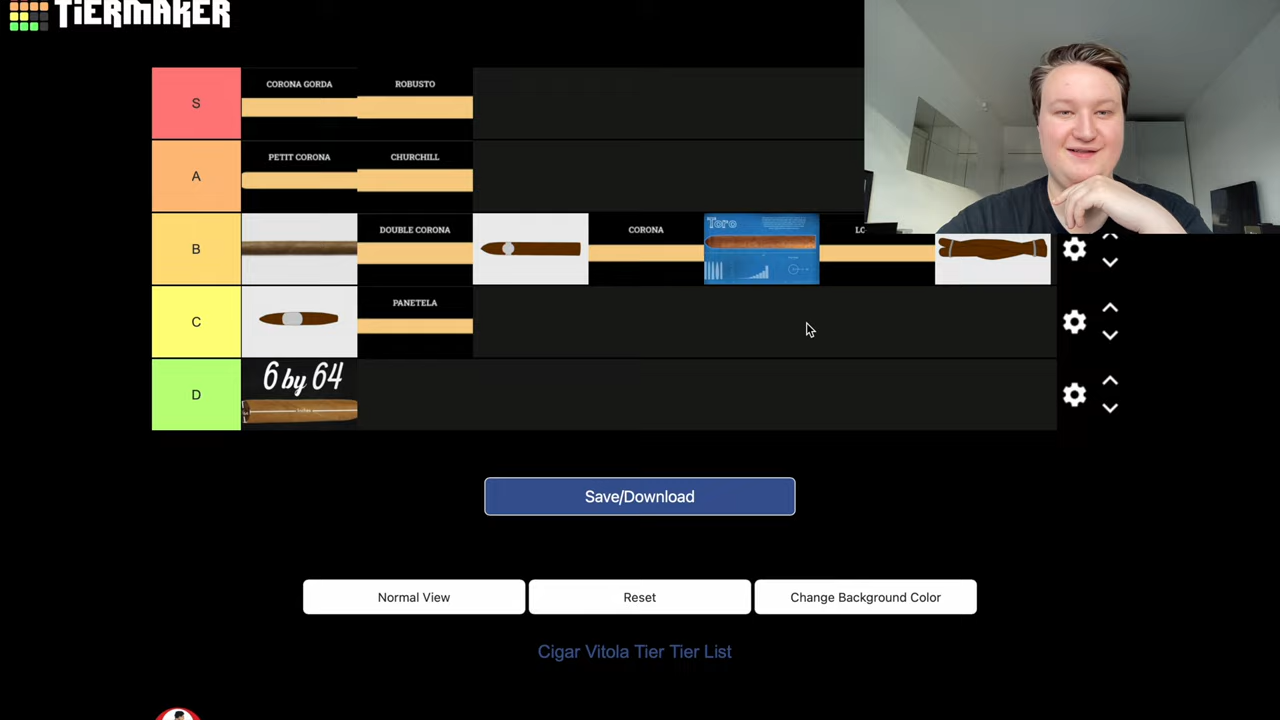 TiERMAKER
S
CORONA GORDA
ROBUSTO
A
PETIT CORONA
CHURCHILL
B
DOUBLE CORONA
CORONA
Toro
LO
C
PANETELA
D
6 by 64
Save/Download
Normal View
Reset
Change Background Color
Cigar Vitola Tier Tier List